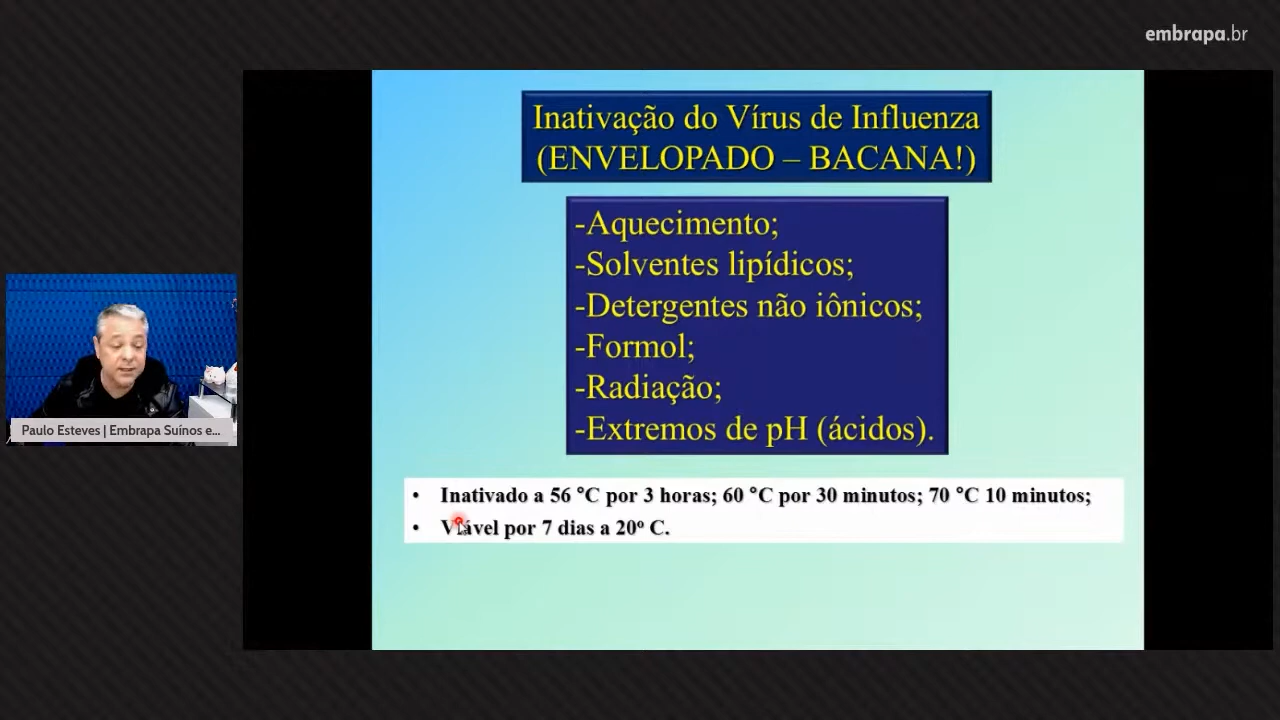 embrapa.br
Inativação do Vírus de Influenza
(ENVELOPADO – BACANA!)
-Aquecimento;
-Solventes lipídicos;
-Detergentes não iônicos;
-Formol;
-Radiação;
-Extremos de pH (ácidos).
• Inativado a 56 °C por 3 horas; 60 °C por 30 minutos; 70 °C 10 minutos;
• Viável por 7 dias a 20º C.
Paulo Esteves | Embrapa Suínos e...